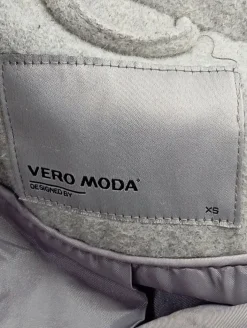 VERO MODA
DESIGNED BY
XS